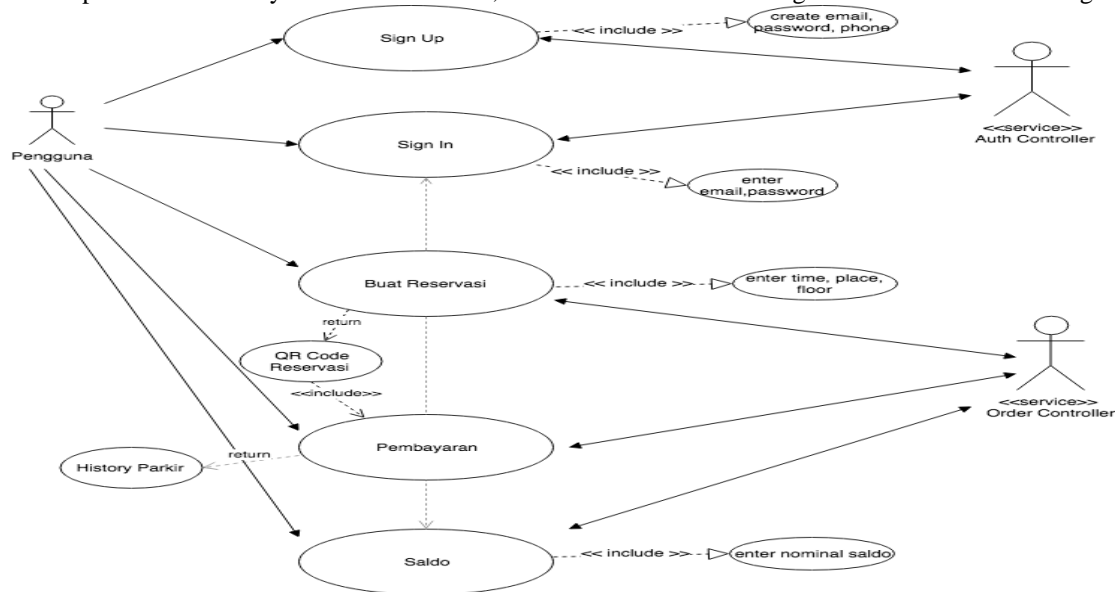 Sign Up
<< include >>
create email,
password, phone
Pengguna
Sign In
<< include >>
enter
email,password
<<service>>
Auth Controller
Buat Reservasi
<< include >>
enter time, place,
floor
return
QR Code
Reservasi
<<include>>
<<service>>
Order Controller
Pembayaran
return
History Parkir
Saldo
<< include >>
enter nominal saldo